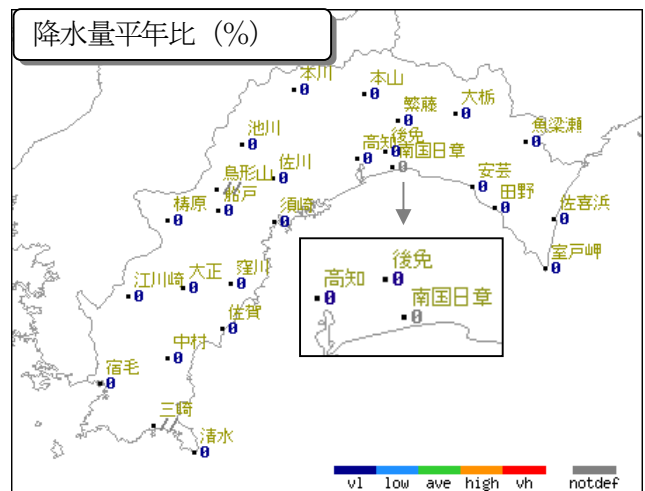 降水量平年比（%）
本川
0
本山
0
繁藤
0
大栃
0
魚梁瀬
0
池川
0
高知
0
後免
0
南国日章
0
佐川
0
鳥形山
//
船戸
0
安芸
0
田野
0
佐喜浜
0
梼原
0
須崎
0
室戸岬
0
江川崎
0
大正
0
窪川
0
佐賀
0
高知
0
後免
0
南国日章
0
中村
0
宿毛
0
三崎
//
清水
0
vl low ave high vh notdef